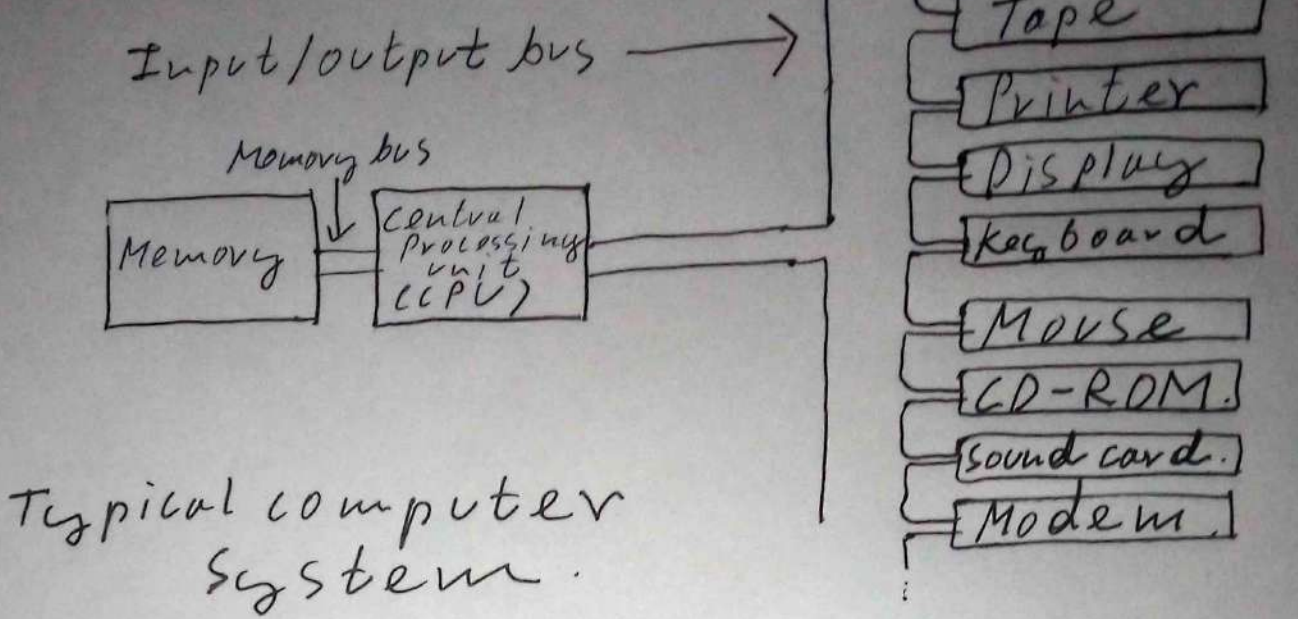 Tape
Input/output bus
Printer
Memory bus
Display
Central
Processing
unit
(CPU)
Memory
Keyboard
Mouse
CD-ROM.
Sound card.
Modem.
Typical computer
System.